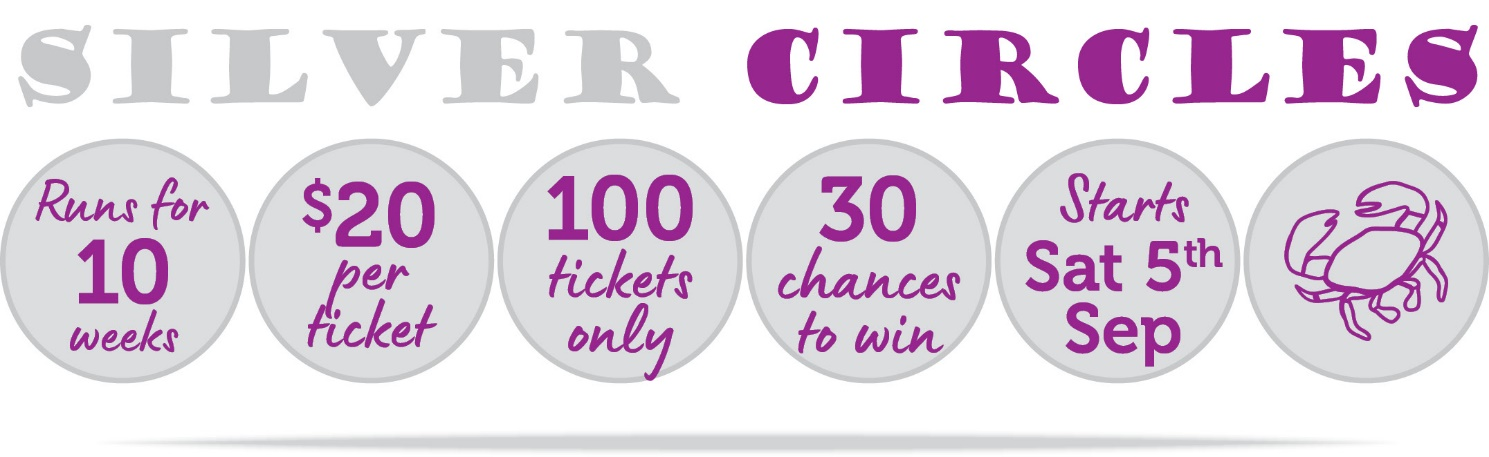 SILVER CIRCLES
Runs for
10
weeks
$20
per
ticket
100
tickets
only
30
chances
to win
Starts
Sat 5th
Sep